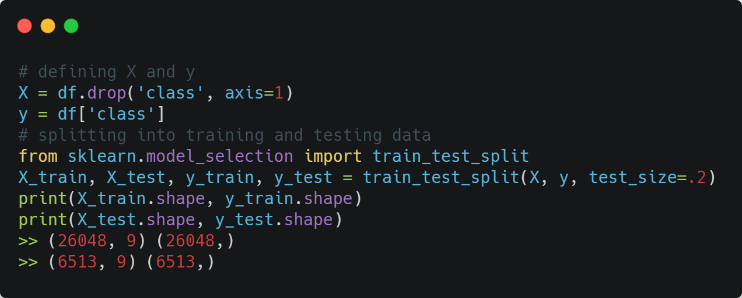 # defining X and y
X = df.drop('class', axis=1)
y = df['class']
# splitting into training and testing data
from sklearn.model_selection import train_test_split
X_train, X_test, y_train, y_test = train_test_split(X, y, test_size=.2)
print(X_train.shape, y_train.shape)
print(X_test.shape, y_test.shape)
>> (26048, 9) (26048,)
>> (6513, 9) (6513,)